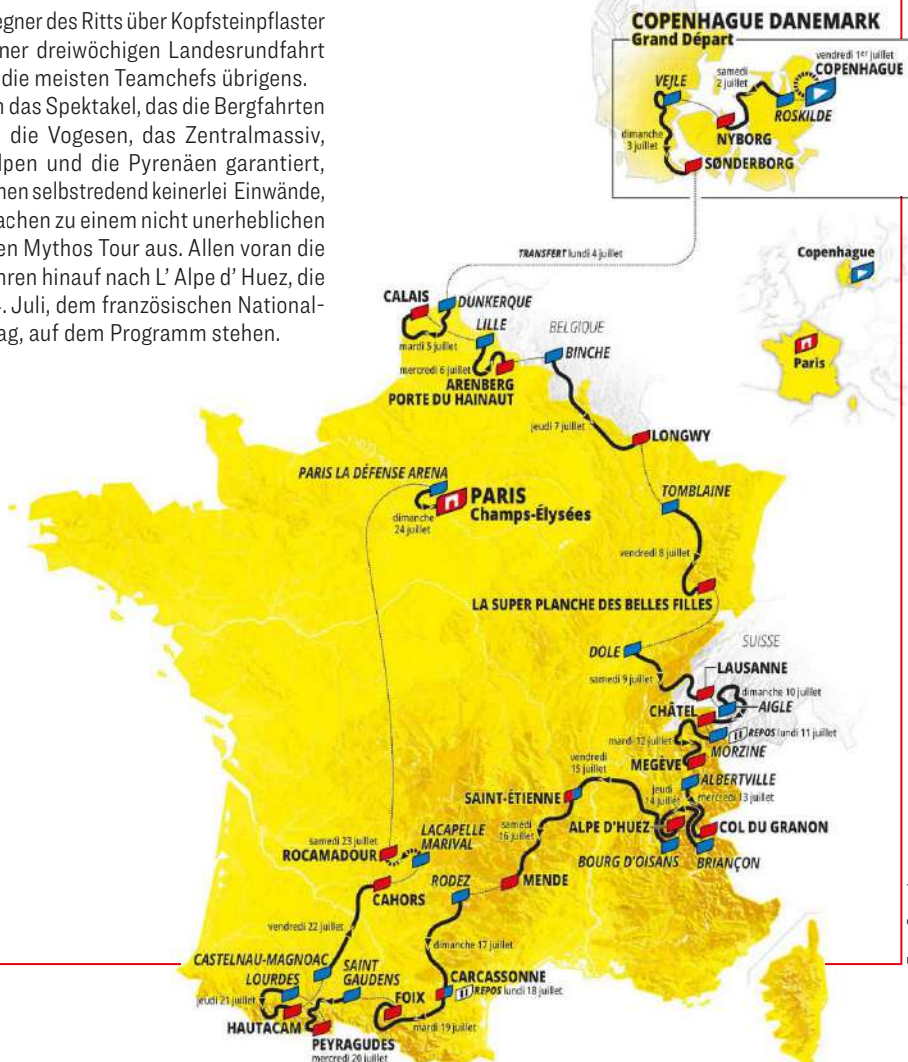 egner des Ritts über Kopfsteinpflaster
ner dreiwöchigen Landesrundfahrt
die meisten Teamchefs übrigens.
n das Spektakel, das die Bergfahrten
die Vogesen, das Zentralmassiv,
lpen und die Pyrenäen garantiert,
nen selbstredend keinerlei Einwände,
achen zu einem nicht unerheblichen
en Mythos Tour aus. Allen voran die
hren hinauf nach L’ Alpe d’ Huez, die
4. Juli, dem französischen National-
ag, auf dem Programm stehen.
COPENHAGUE DANEMARK
Grand Départ
vendredi 1er juillet
COPENHAGUE
samedi
2 juillet
VEJLE
ROSKILDE
NYBORG
dimanche
3 juillet
SØNDERBORG
TRANSFERT lundi 4 juillet
Copenhague
Paris
CALAIS
DUNKERQUE
mardi 5 juillet
LILLE
BELGIQUE
BINCHE
mercredi 6 juillet
ARENBERG
PORTE DU HAINAUT
jeudi 7 juillet
LONGWY
PARIS LA DÉFENSE ARENA
PARIS
Champs-Élysées
dimanche
24 juillet
TOMBLAINE
vendredi 8 juillet
LA SUPER PLANCHE DES BELLES FILLES
DOLE
SUISSE
samedi 9 juillet
LAUSANNE
dimanche 10 juillet
AIGLE
CHÂTEL
REPOS lundi 11 juillet
mardi 12 juillet
MORZINE
MEGÈVE
vendredi
15 juillet
ALBERTVILLE
jeudi
14 juillet
mercredi 13 juillet
SAINT-ÉTIENNE
ALPE D'HUEZ
COL DU GRANON
BOURG D'OISANS
BRIANÇON
samedi
16 juillet
samedi 23 juillet
ROCAMADOUR
LACAPELLE
MARIVAL
RODEZ
MENDE
CAHORS
vendredi 22 juillet
dimanche 17 juillet
CASTELNAU-MAGNOAC
LOURDES
SAINT
GAUDENS
CARCASSONNE
REPOS lundi 18 juillet
jeudi 21 juillet
FOIX
mardi 19 juillet
HAUTACAM
PEYRAGUDES
mercredi 20 juillet